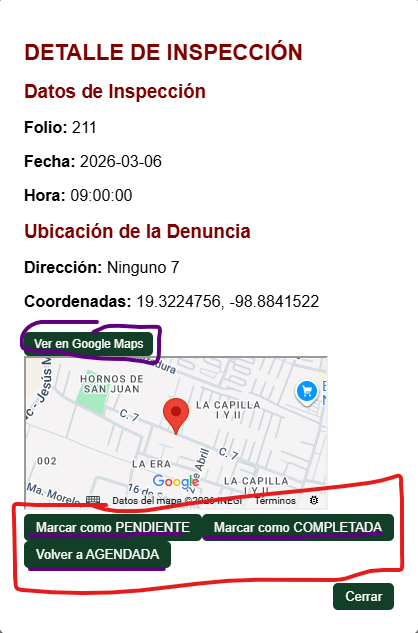 DETALLE DE INSPECCIÓN
Datos de Inspección
Folio: 211
Fecha: 2026-03-06
Hora: 09:00:00
Ubicación de la Denuncia
Dirección: Ninguno 7
Coordenadas: 19.3224756, -98.8841522
Ver en Google Maps
HORNOS DE
SAN JUAN
C. 7
LA CAPILLA
I Y II
C. 7
002
LA ERA
LA CAPILLA
I Y II
Ma. Morelo
16 de
de Abril
Google
Datos del mapa ©2026 INEGI
Términos
Marcar como PENDIENTE
Marcar como COMPLETADA
Volver a AGENDADA
Cerrar